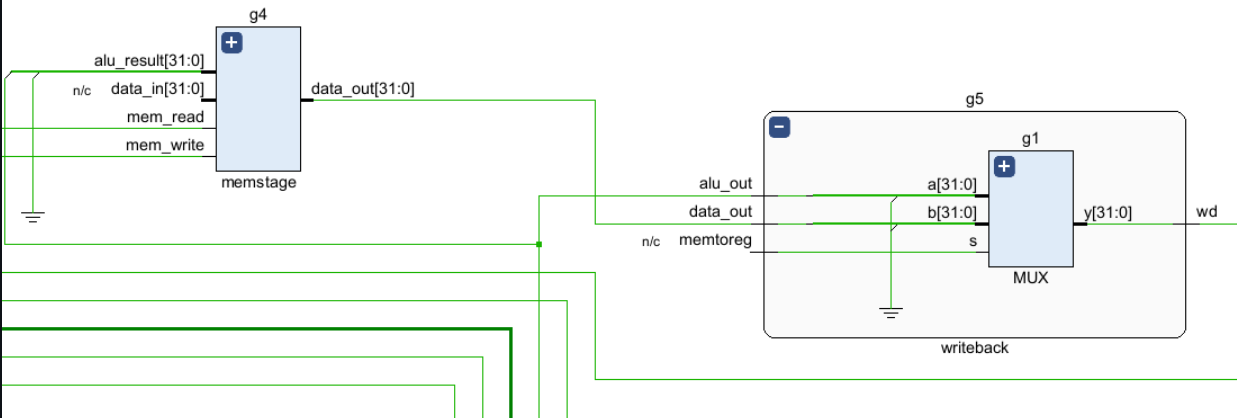 g4
+
alu_result[31:0]
n/c data_in[31:0]
mem_read
mem_write
data_out[31:0]
memstage
g5
−
g1
+
alu_out
data_out
n/c memtoreg
a[31:0]
b[31:0]
s
y[31:0]
wd
MUX
writeback